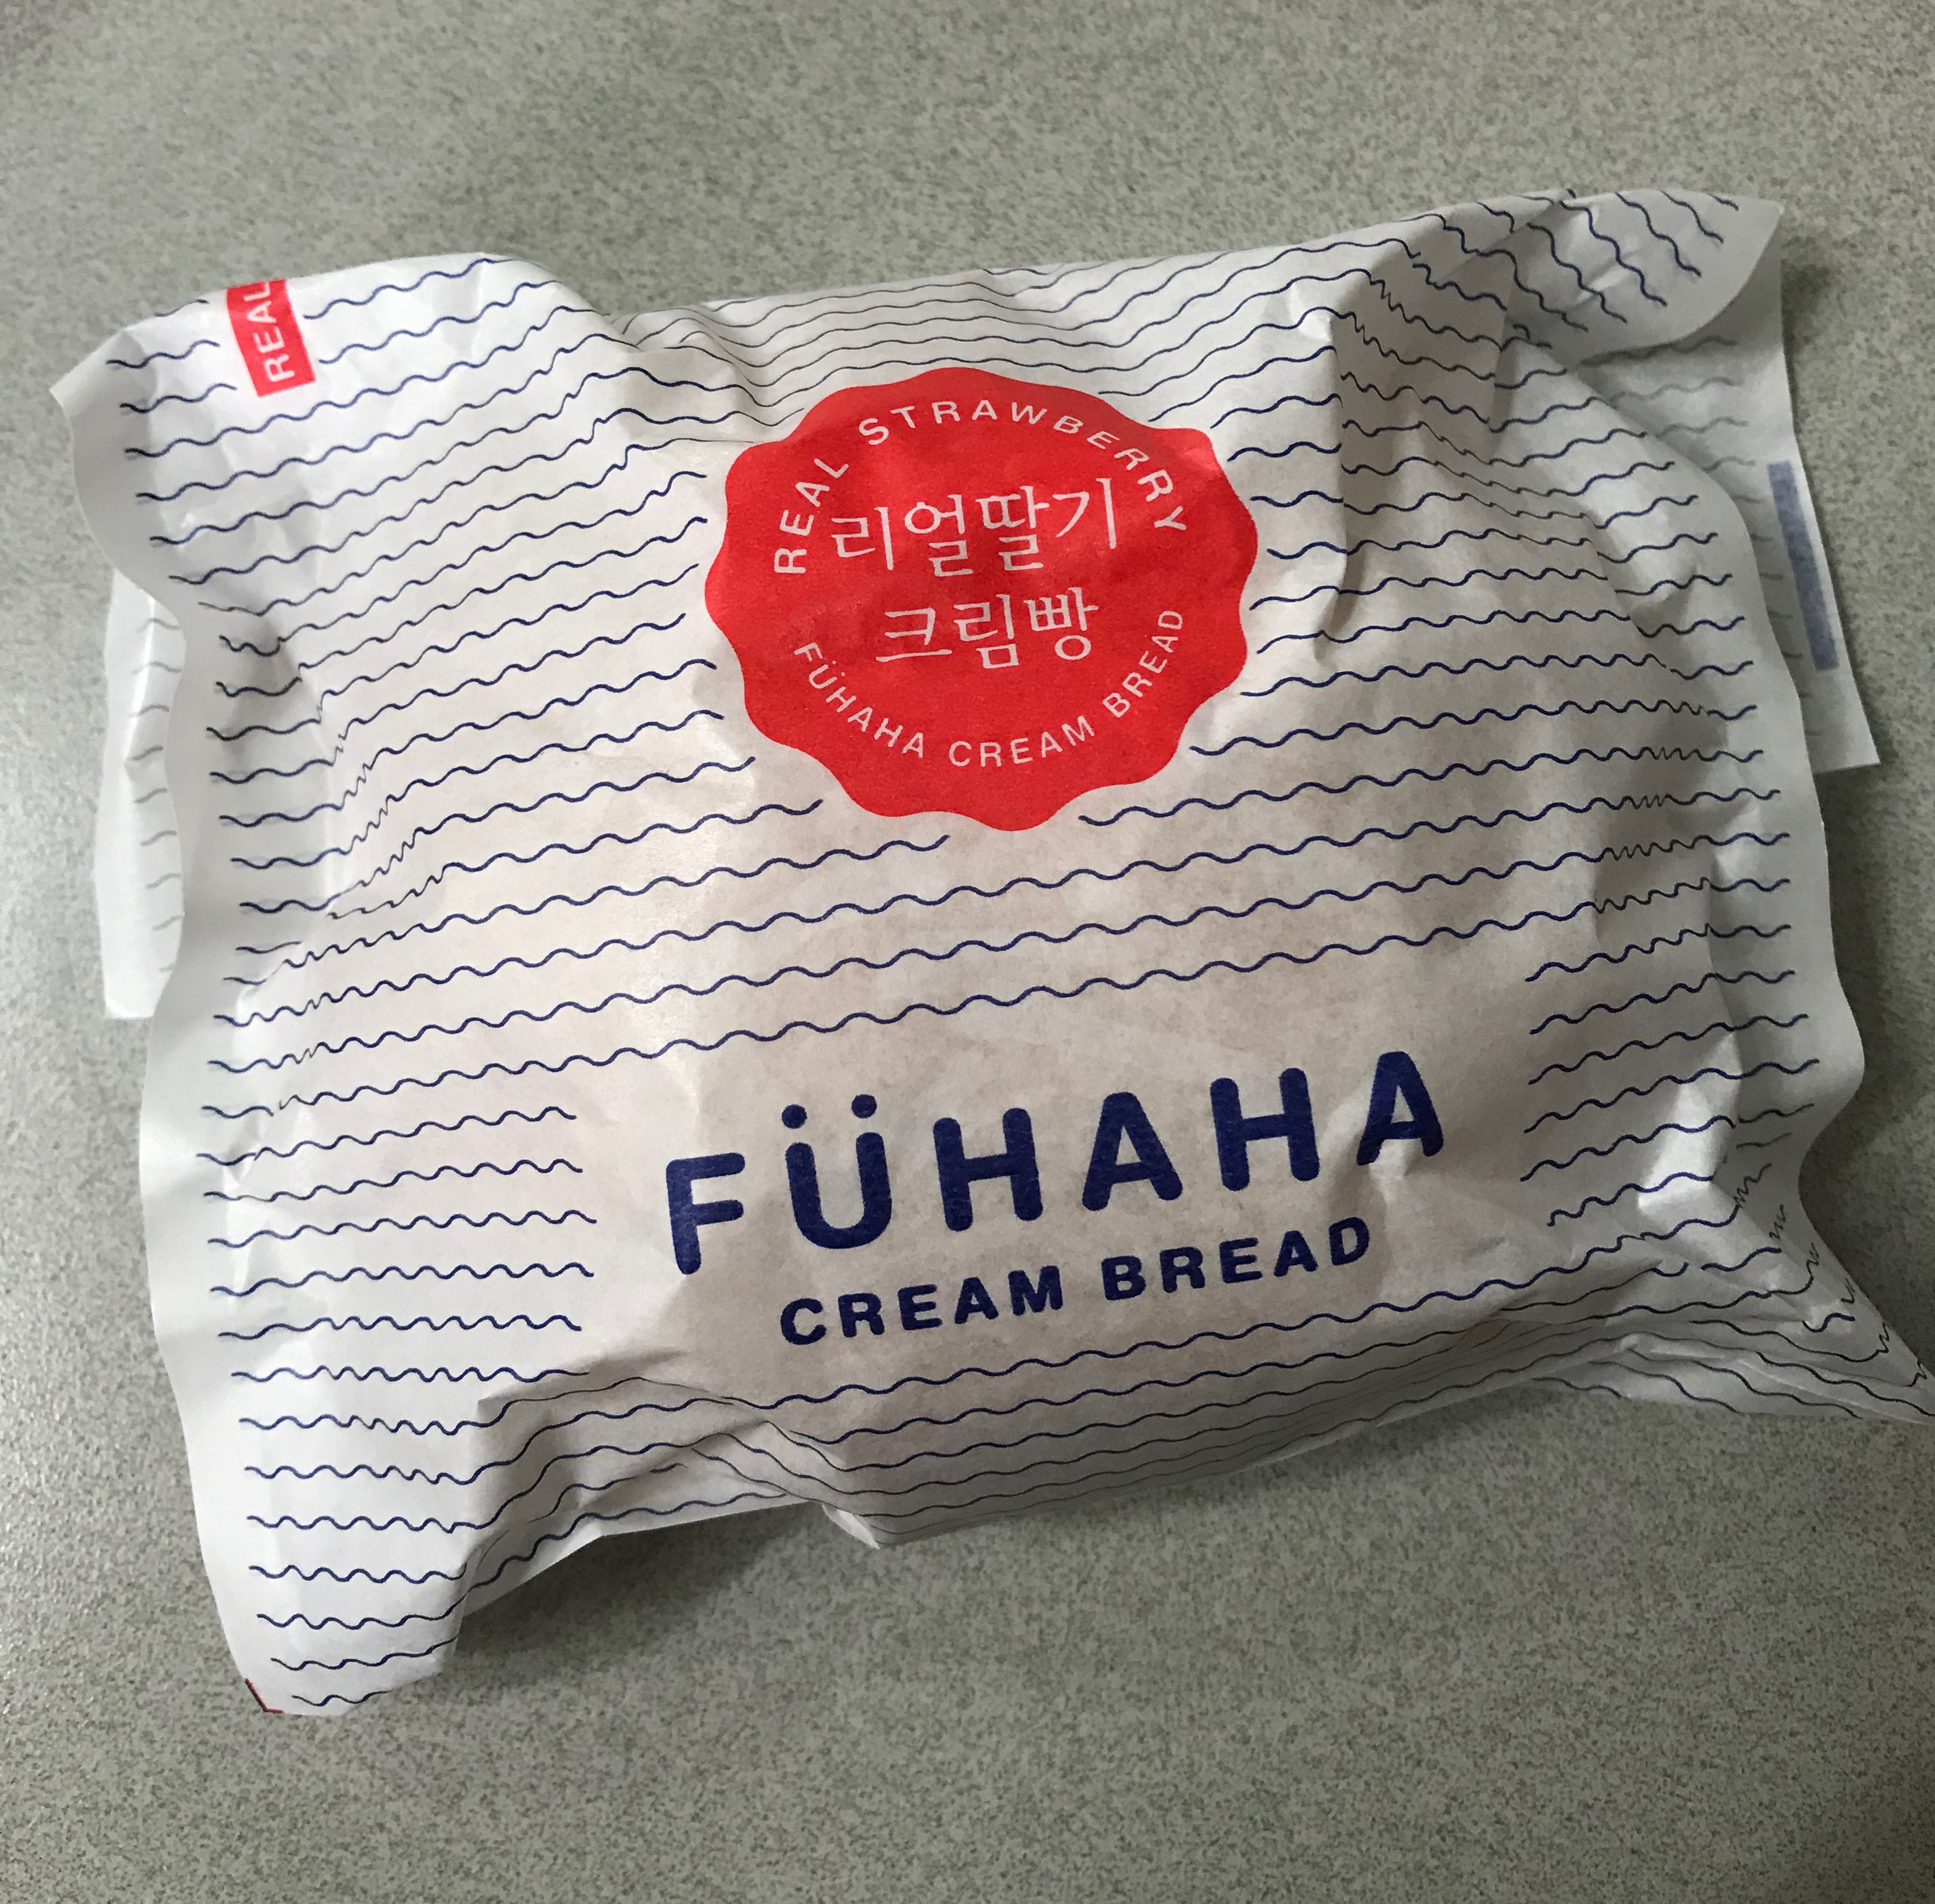 REAL
REAL STRAWBERRY
리얼딸기
크림빵
FÜHAHA CREAM BREAD
FÜHAHA
CREAM BREAD